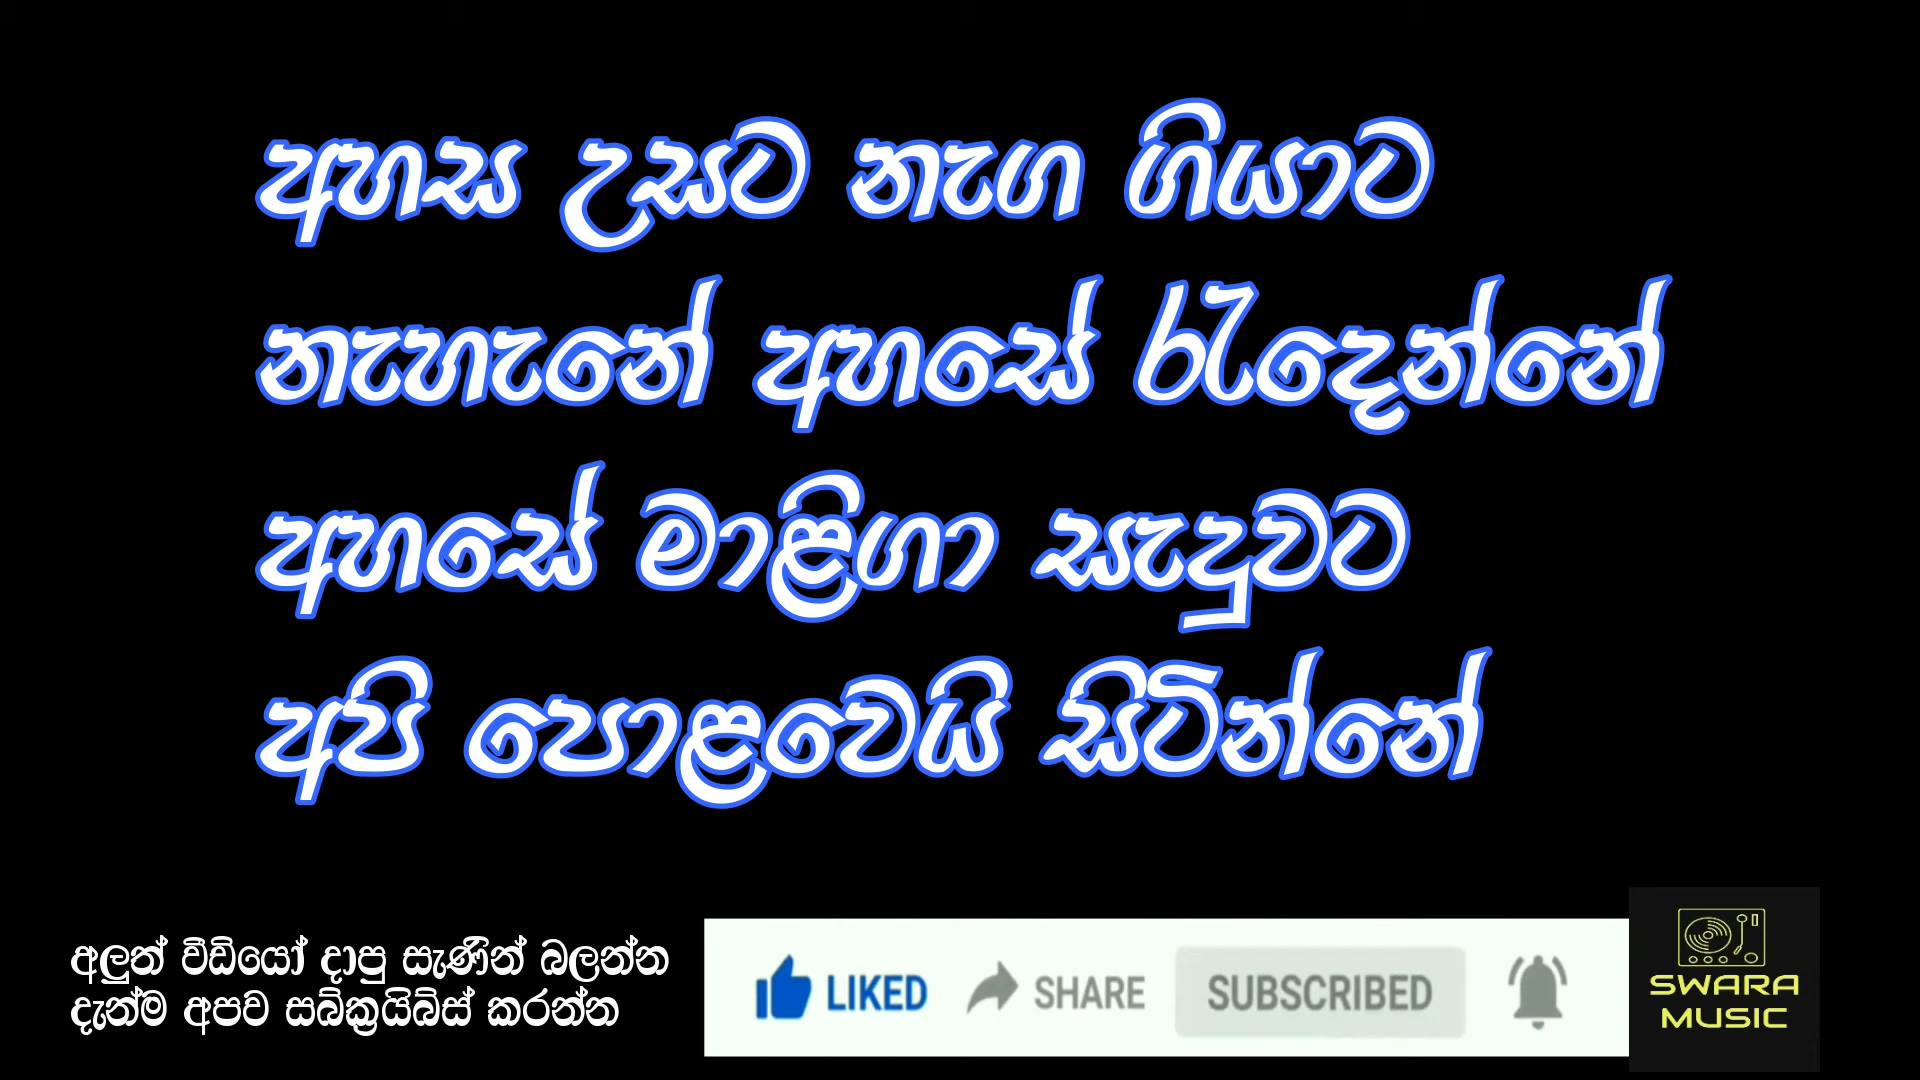 අහස උසට නැග ගියාට
නැහැනේ අහසේ රැදෙන්නේ
අහසේ මාළිගා සැදුවට
අපි පොළවෙයි සිටින්නේ
අලුත් වීඩියෝ දාපු සැණින් බලන්න
දැන්ම අපව සබ්ක්‍රයිබ්ස් කරන්න
LIKED SHARE SUBSCRIBED
SWARA
MUSIC